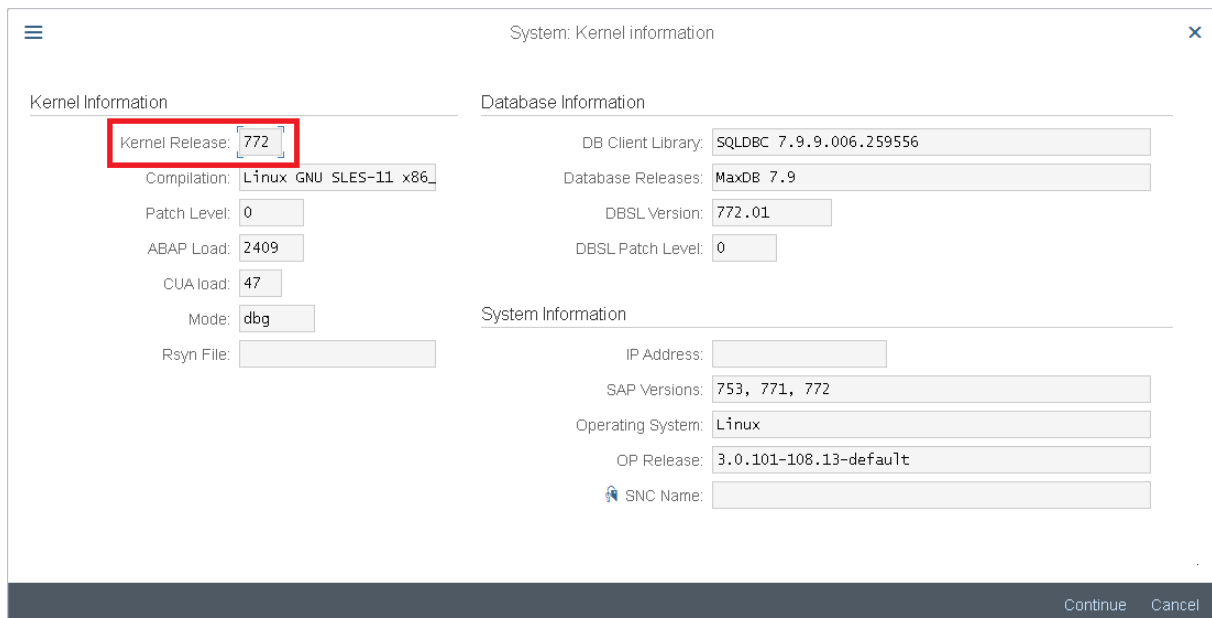 System: Kernel information
Kernel Information
Kernel Release: 772
Compilation: Linux GNU SLES-11 x86_
Patch Level: 0
ABAP Load: 2409
CUA load: 47
Mode: dbg
Rsyn File:
Database Information
DB Client Library: SQLDBC 7.9.9.006.259556
Database Releases: MaxDB 7.9
DBSL Version: 772.01
DBSL Patch Level: 0
System Information
IP Address:
SAP Versions: 753, 771, 772
Operating System: Linux
OP Release: 3.0.101-108.13-default
SNC Name:
Continue Cancel